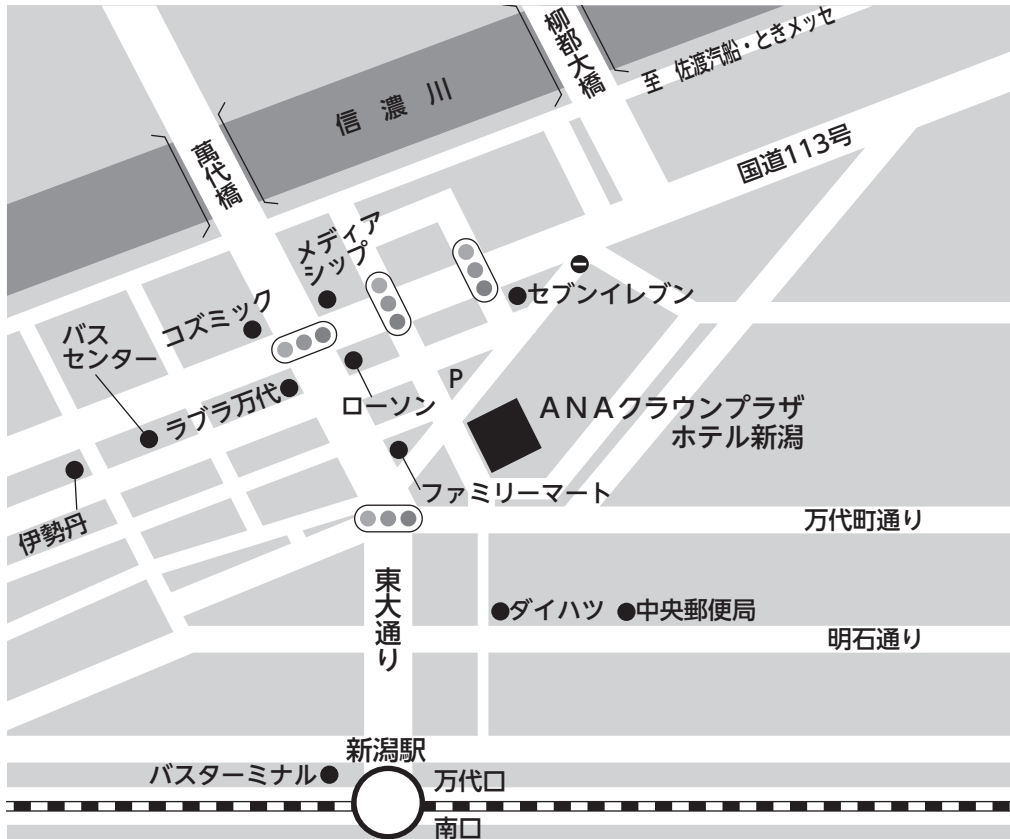 柳都大橋
至 佐渡汽船・ときメッセ
信濃川
萬代橋
国道113号
メディア
シップ
コズミック
セブンイレブン
バス
センター
P
ローソン
ラブラ万代
ANAクラウンプラザ
ホテル新潟
ファミリーマート
伊勢丹
万代町通り
東大通り
ダイハツ
中央郵便局
明石通り
新潟駅
バスターミナル
万代口
南口